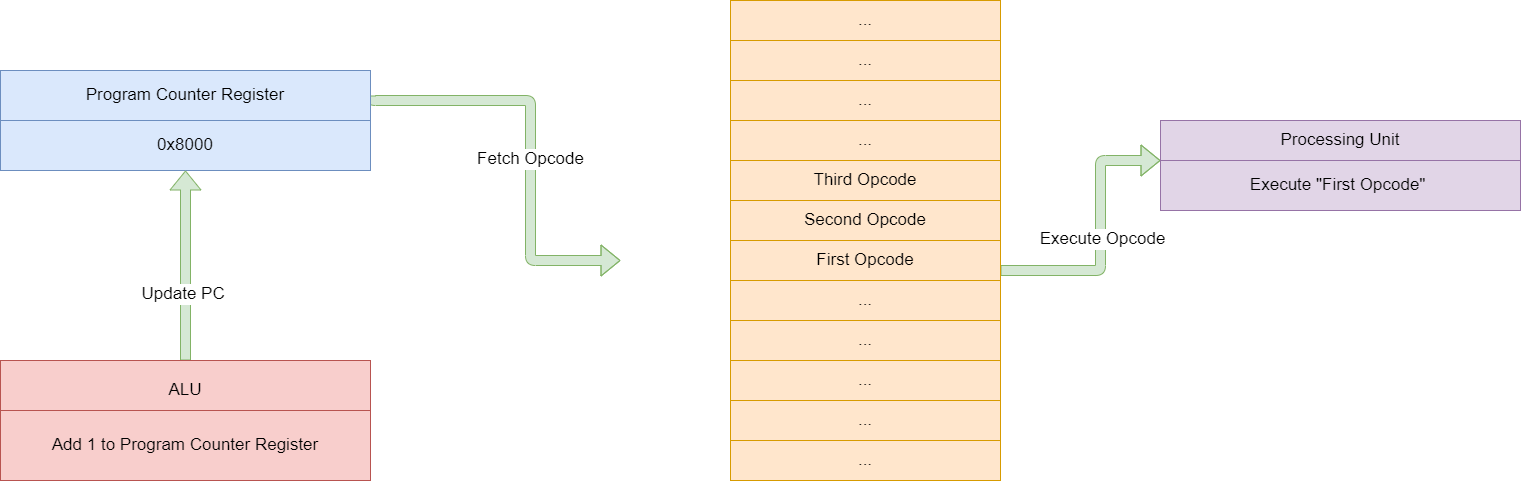 Program Counter Register
0x8000
Fetch Opcode
Update PC
ALU
Add 1 to Program Counter Register
...
...
...
...
Third Opcode
Second Opcode
First Opcode
...
...
...
...
...
Execute Opcode
Processing Unit
Execute "First Opcode"